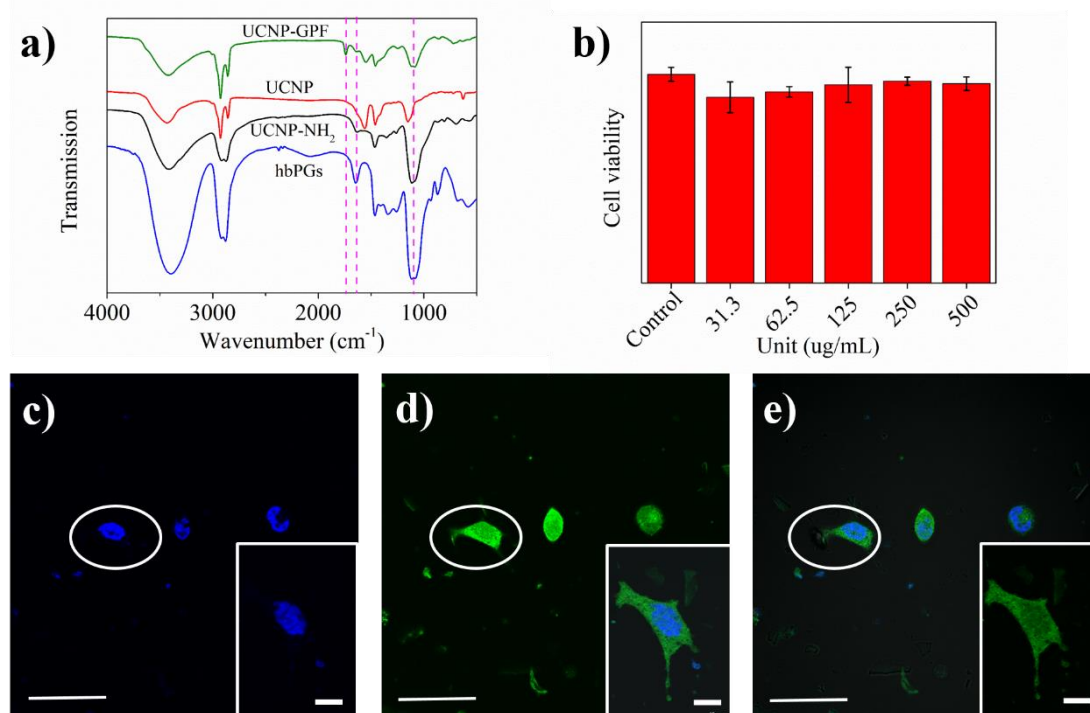 a)
UCNP-GPF
UCNP
UCNP-NH₂
hbPGs
Transmission
4000 3000 2000 1000
Wavenumber (cm⁻¹)
b)
Cell viability
Control 31.3 62.5 125 250 500
Unit (ug/mL)
c)
d)
e)